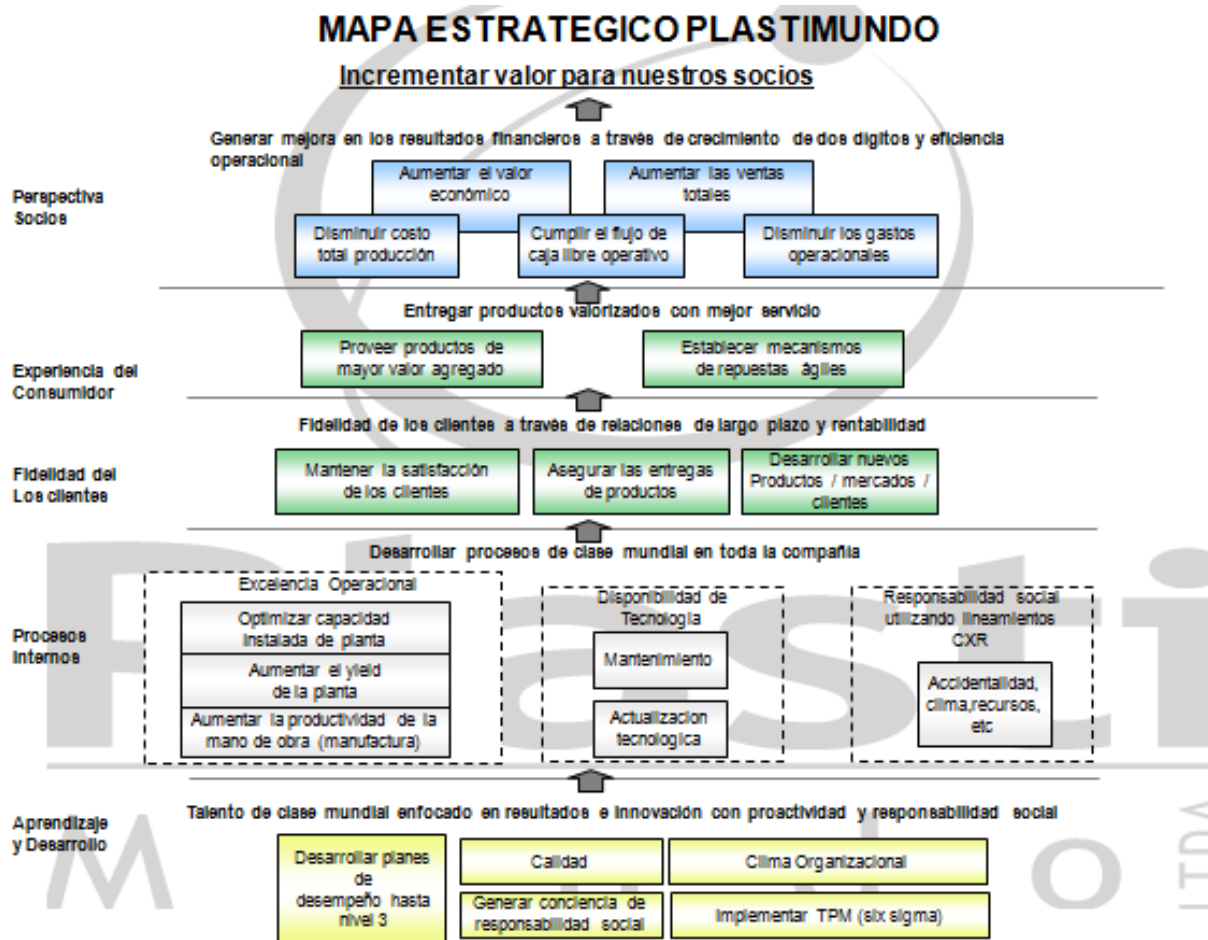 MAPA ESTRATEGICO PLASTIMUNDO
Incrementar valor para nuestros socios
Generar mejora en los resultados financieros a través de crecimiento de dos dígitos y eficiencia
operacional
Perspectiva
Socios
Aumentar el valor
económico
Aumentar las ventas
totales
Disminuir costo
total producción
Cumplir el flujo de
caja libre operativo
Disminuir los gastos
operacionales
Entregar productos valorizados con mejor servicio
Experiencia del
Consumidor
Proveer productos de
mayor valor agregado
Establecer mecanismos
de repuestas ágiles
Fidelidad de los clientes a través de relaciones de largo plazo y rentabilidad
Fidelidad del
Los clientes
Mantener la satisfacción
de los clientes
Asegurar las entregas
de productos
Desarrollar nuevos
Productos / mercados /
clientes
Desarrollar procesos de clase mundial en toda la compañía
Procesos
Internos
Excelencia Operacional
Optimizar capacidad
Instalada de planta
Aumentar el yield
de la planta
Aumentar la productividad de la
mano de obra (manufactura)
Disponibilidad de
Tecnología
Mantenimiento
Actualizacion
tecnologica
Responsabilidad social
utilizando lineamientos
CXR
Accidentalidad,
clima,recursos,
etc
Talento de clase mundial enfocado en resultados e innovación con proactividad y responsabilidad social
Aprendizaje
y Desarrollo
Desarrollar planes
de
desempeño hasta
nivel 3
Calidad
Clima Organizacional
Generar conciencia de
responsabilidad social
Implementar TPM (six sigma)
Plasti
M n d o
LTDA